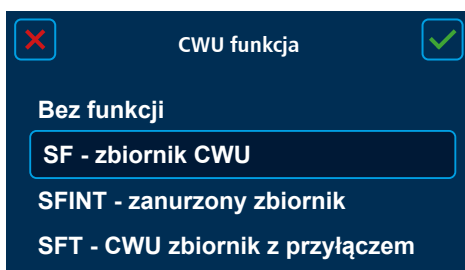 CWU funkcja
Bez funkcji
SF - zbiornik CWU
SFINT - zanurzony zbiornik
SFT - CWU zbiornik z przyłączem